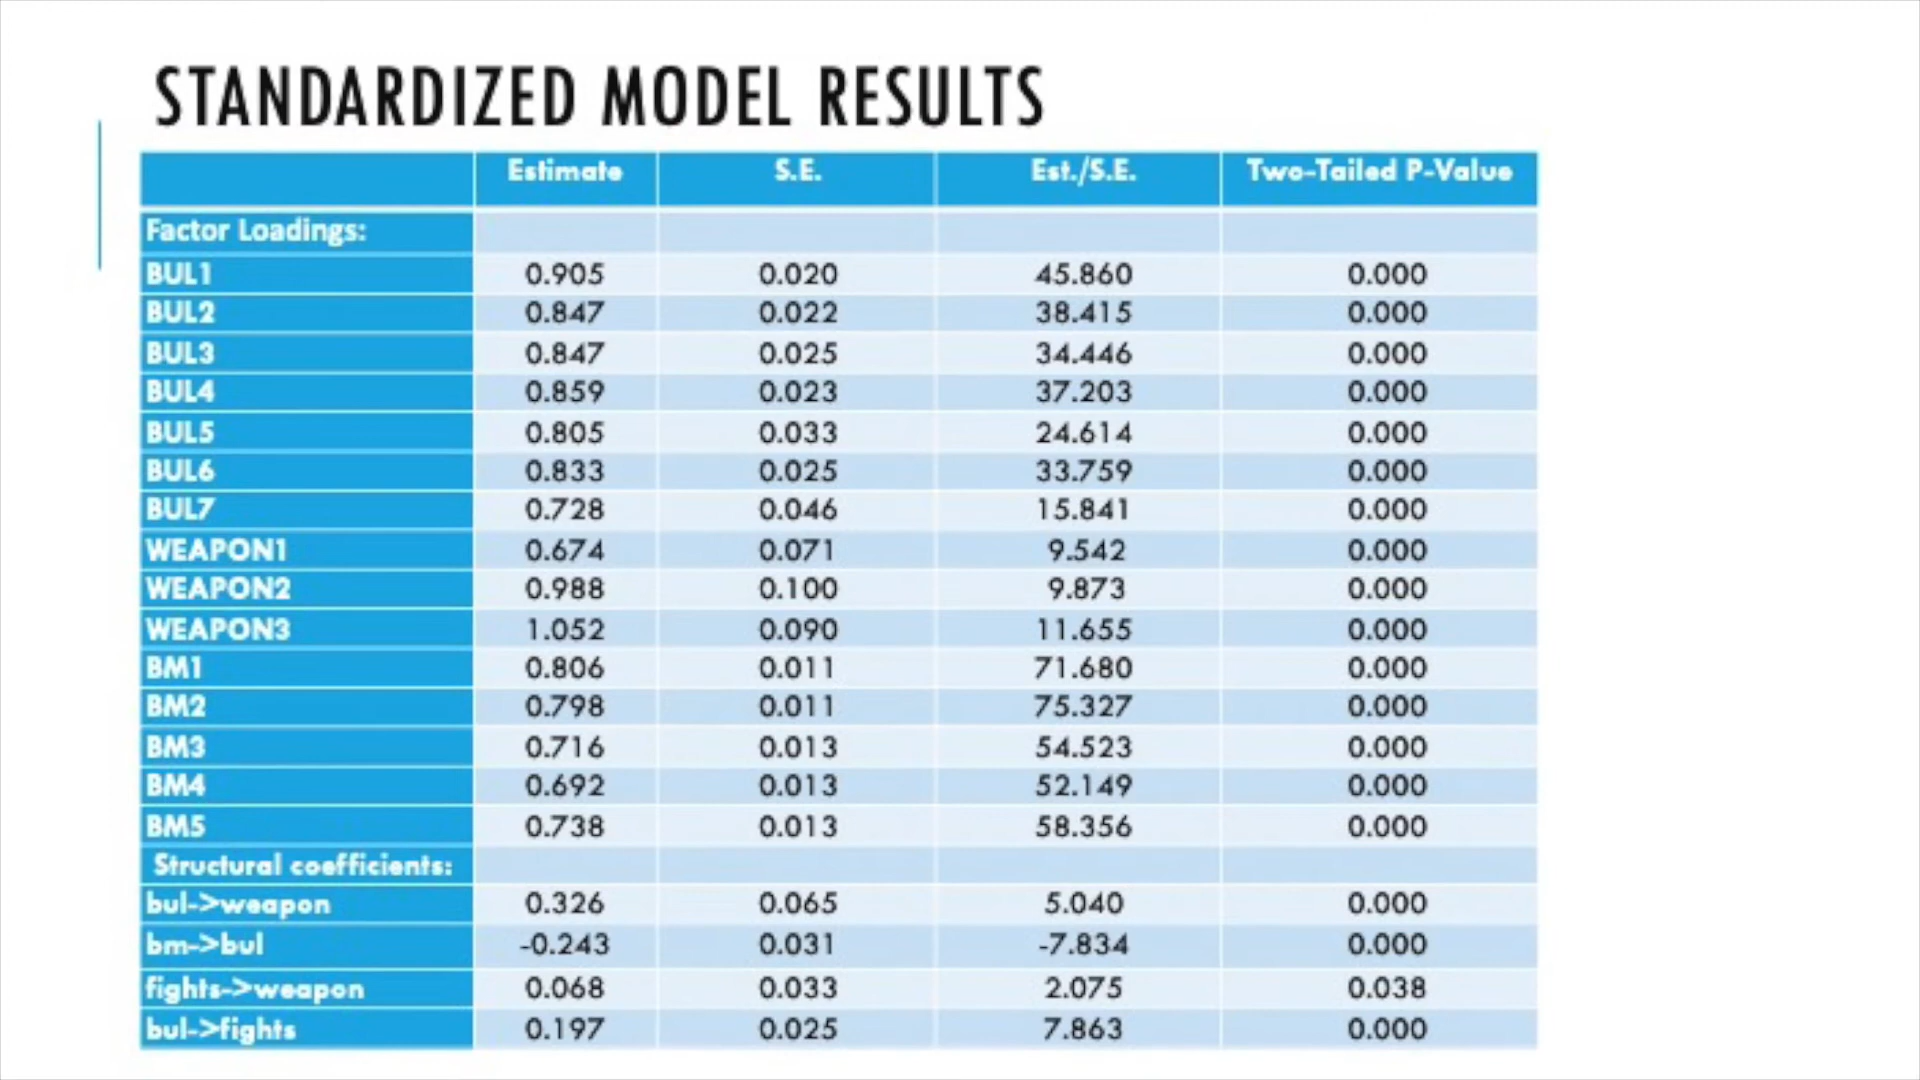 STANDARDIZED MODEL RESULTS
Estimate S.E. Est./S.E. Two-Tailed P-Value
Factor Loadings:
BUL1 0.905 0.020 45.860 0.000
BUL2 0.847 0.022 38.415 0.000
BUL3 0.847 0.025 34.446 0.000
BUL4 0.859 0.023 37.203 0.000
BUL5 0.805 0.033 24.614 0.000
BUL6 0.833 0.025 33.759 0.000
BUL7 0.728 0.046 15.841 0.000
WEAPON1 0.674 0.071 9.542 0.000
WEAPON2 0.988 0.100 9.873 0.000
WEAPON3 1.052 0.090 11.655 0.000
BM1 0.806 0.011 71.680 0.000
BM2 0.798 0.011 75.327 0.000
BM3 0.716 0.013 54.523 0.000
BM4 0.692 0.013 52.149 0.000
BM5 0.738 0.013 58.356 0.000
Structural coefficients:
bul->weapon 0.326 0.065 5.040 0.000
bm->bul -0.243 0.031 -7.834 0.000
fights->weapon 0.068 0.033 2.075 0.038
bul->fights 0.197 0.025 7.863 0.000